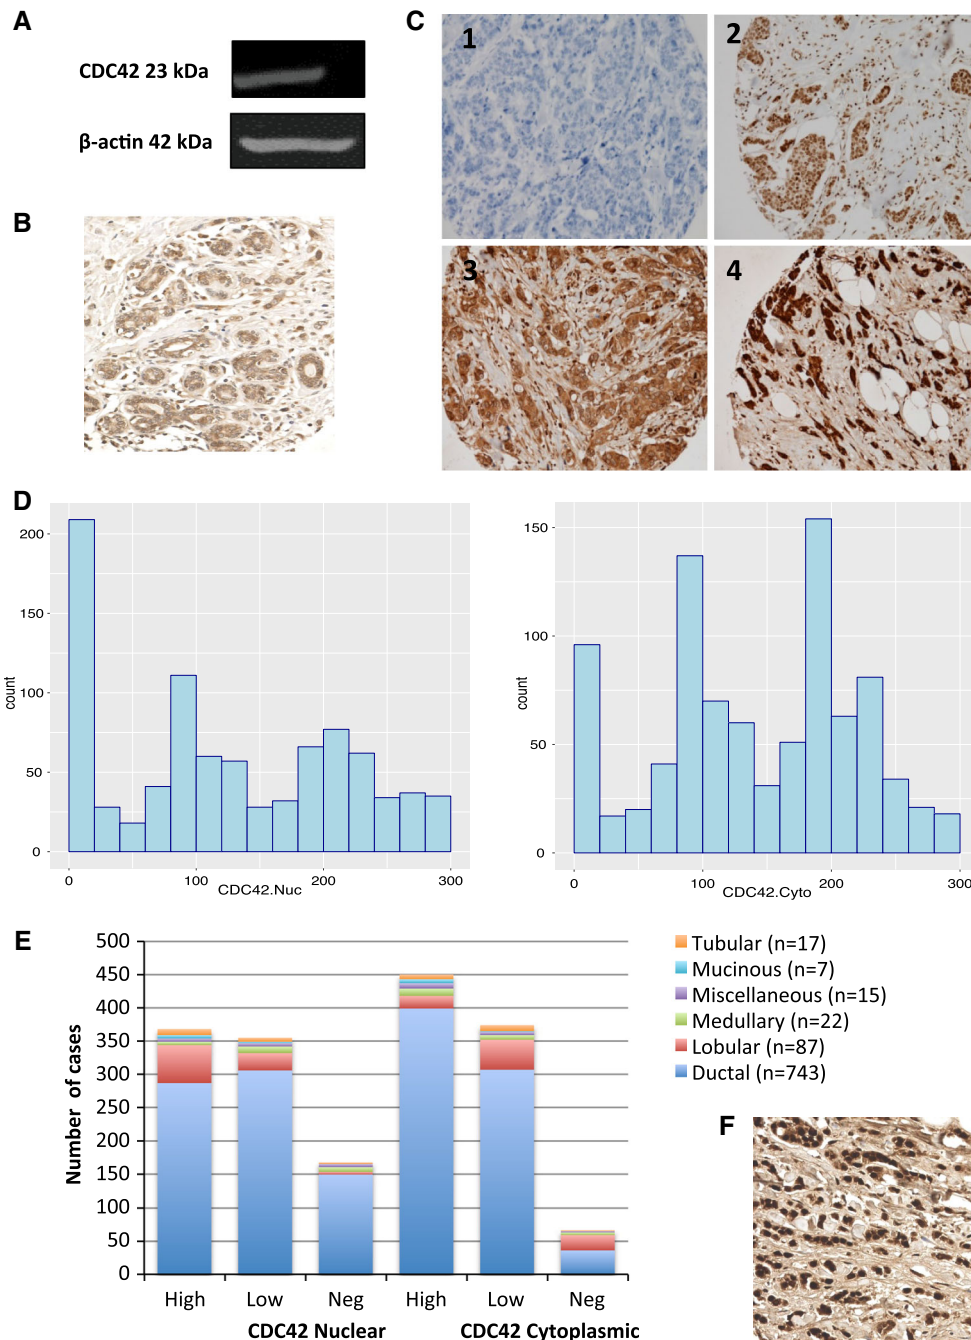 A
CDC42 23 kDa
β-actin 42 kDa
B
C
1
2
3
4
D
200
150
100
50
0
count
0
100
200
300
CDC42.Nuc
150
100
50
0
count
0
100
200
300
CDC42.Cyto
E
500
450
400
350
300
250
200
150
100
50
0
Number of cases
High
Low
Neg
High
Low
Neg
CDC42 Nuclear
CDC42 Cytoplasmic
Tubular (n=17)
Mucinous (n=7)
Miscellaneous (n=15)
Medullary (n=22)
Lobular (n=87)
Ductal (n=743)
F